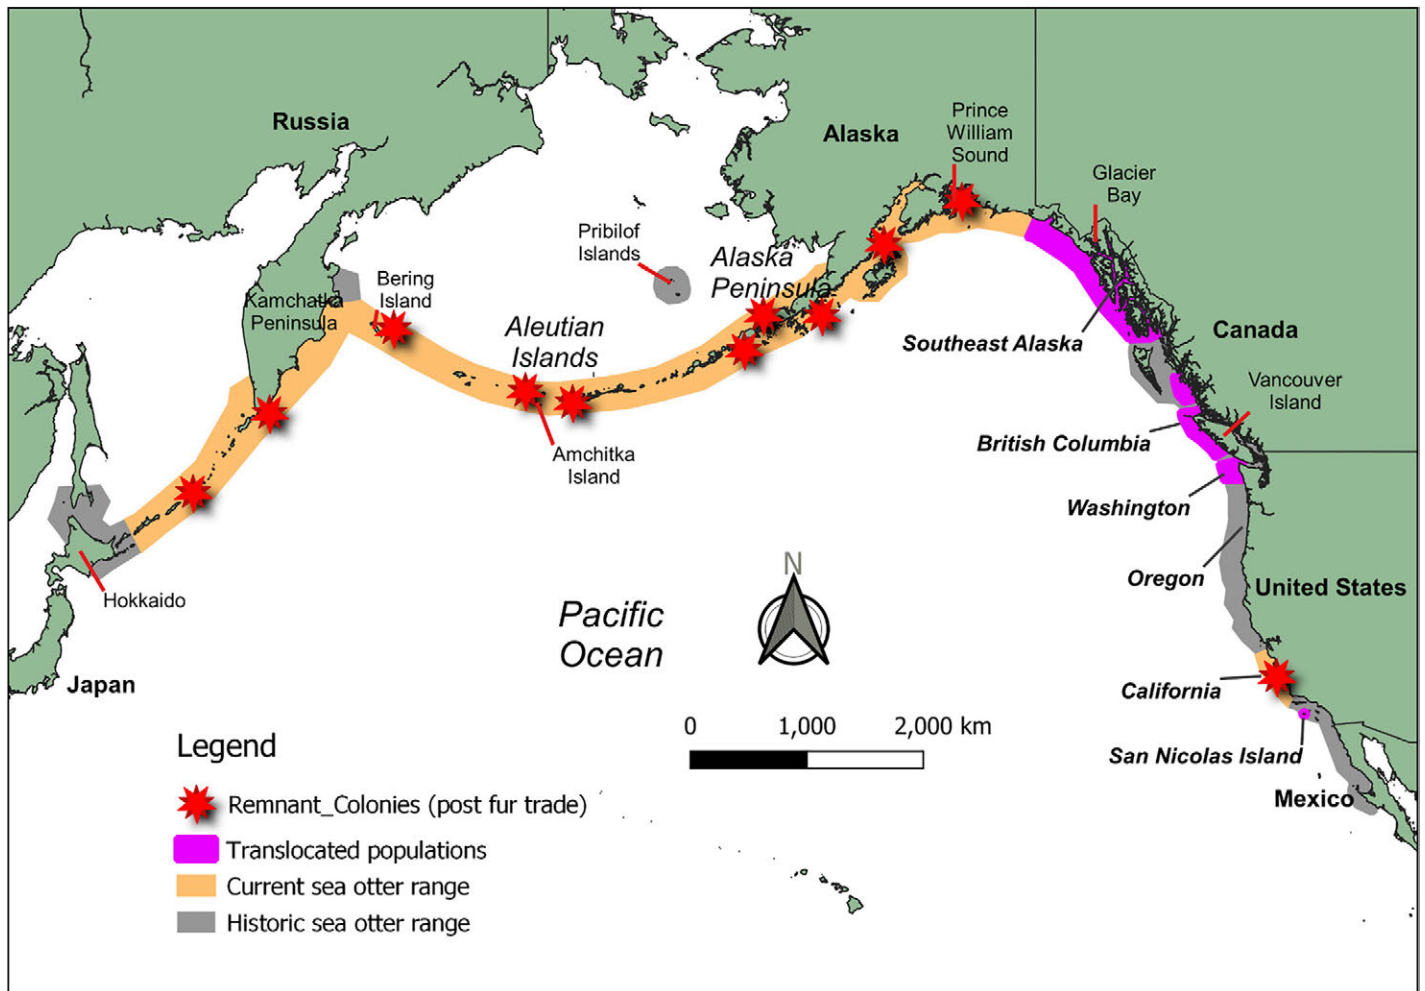 Russia
Alaska
Prince
William
Sound
Glacier
Bay
Pribilof
Islands
Alaska
Peninsula
Bering
Island
Kamchatka
Peninsula
Aleutian
Islands
Southeast Alaska
Canada
Vancouver
Island
British Columbia
Amchitka
Island
Washington
Oregon
United States
Hokkaido
N
Pacific
Ocean
Japan
California
San Nicolas Island
Mexico
0 1,000 2,000 km
Legend
Remnant_Colonies (post fur trade)
Translocated populations
Current sea otter range
Historic sea otter range